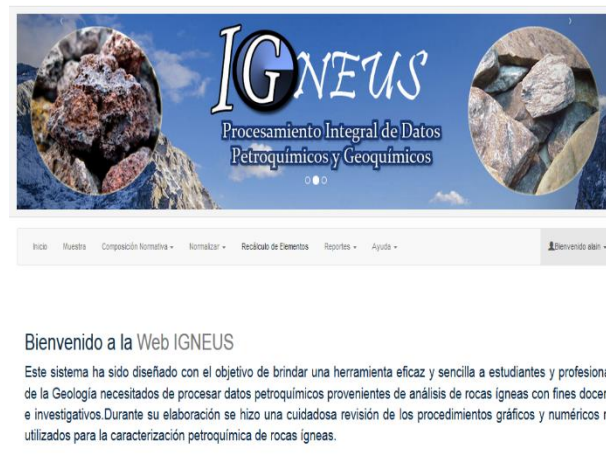 IGNEUS
Procesamiento Integral de Datos
Petroquímicos y Geoquímicos
Inicio Muestra Composición Normativa Normalizar Recálculo de Elementos Reportes Ayuda Bienvenido alain
Bienvenido a la Web IGNEUS
Este sistema ha sido diseñado con el objetivo de brindar una herramienta eficaz y sencilla a estudiantes y profesiona
de la Geología necesitados de procesar datos petroquímicos provenientes de análisis de rocas ígneas con fines docen
e investigativos.Durante su elaboración se hizo una cuidadosa revisión de los procedimientos gráficos y numéricos
utilizados para la caracterización petroquímica de rocas ígneas.